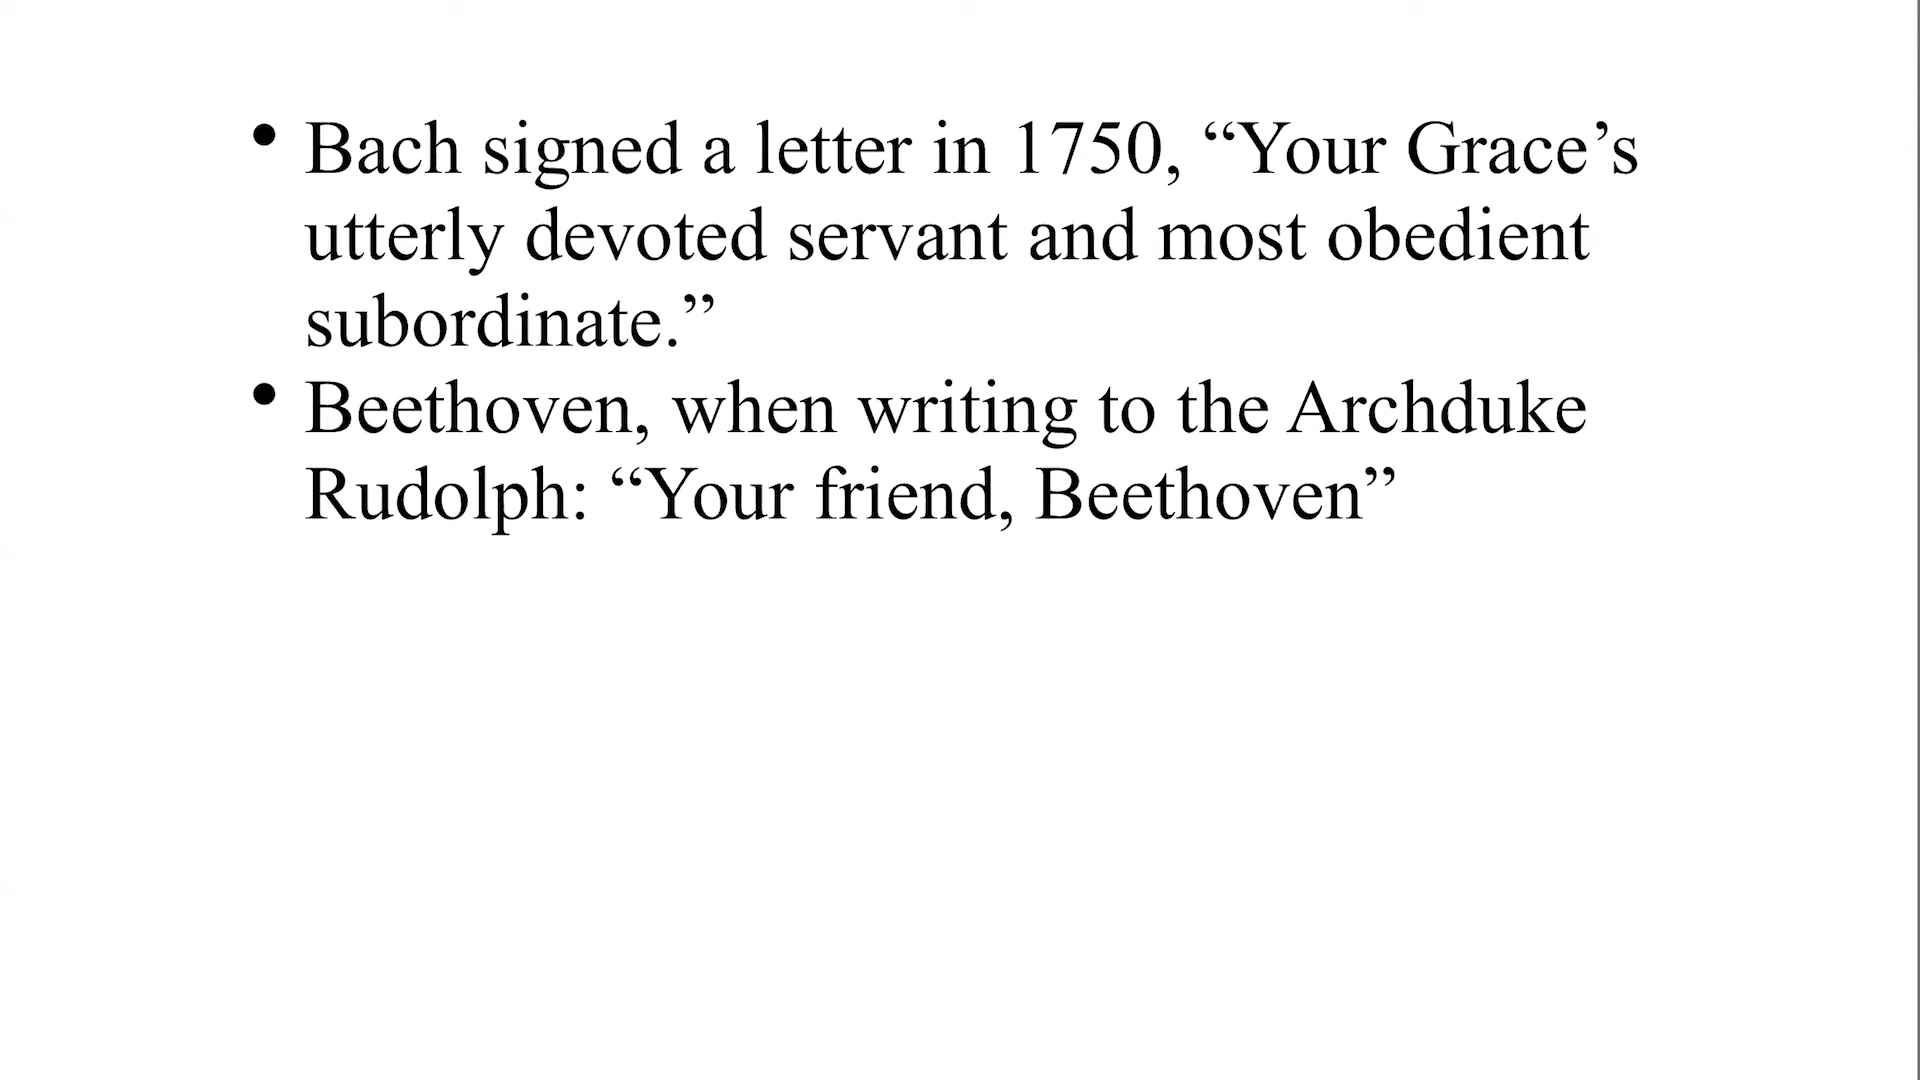 • Bach signed a letter in 1750, “Your Grace’s
utterly devoted servant and most obedient
subordinate.”
• Beethoven, when writing to the Archduke
Rudolph: “Your friend, Beethoven”